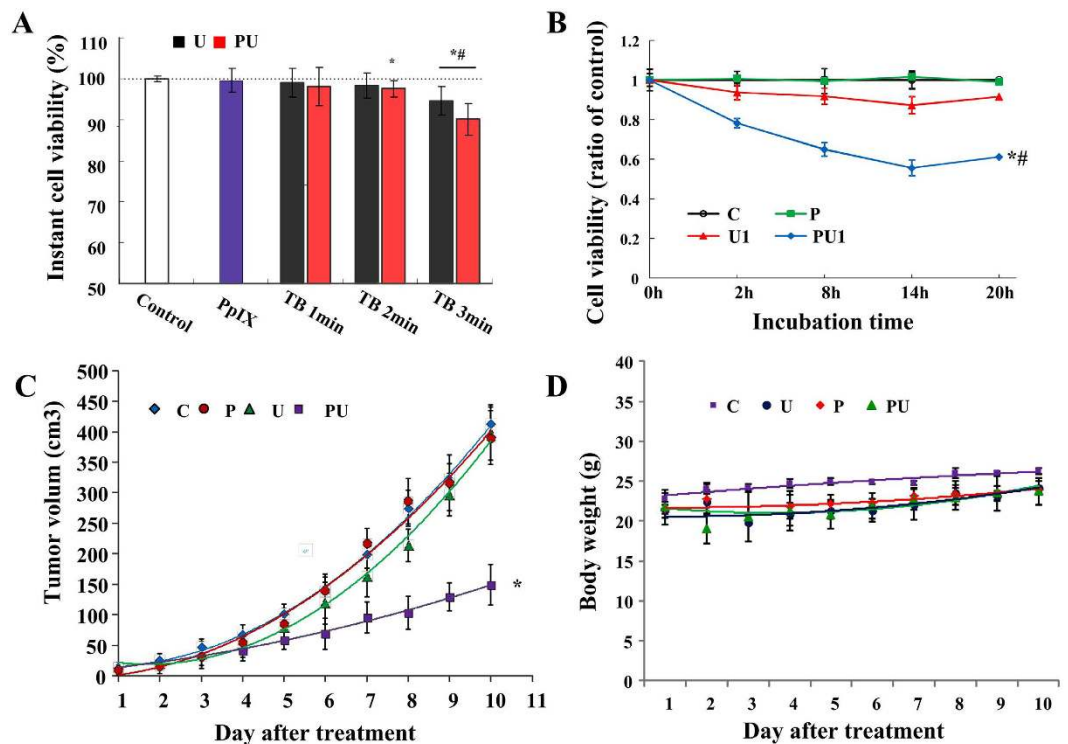 A
U PU
Instant cell viability (%)
110
100
90
80
70
60
50
* 
*#
Control PpIX TB 1min TB 2min TB 3min
B
Cell viability (ratio of control)
1.2
1
0.8
0.6
0.4
0.2
0
*#
C P
U1 PU1
0h 2h 8h 14h 20h
Incubation time
C
C P U PU
Tumor volum (cm3)
500
450
400
350
300
250
200
150
100
50
0
*
1 2 3 4 5 6 7 8 9 10 11
Day after treatment
D
C U P PU
Body weight (g)
40
35
30
25
20
15
10
5
0
1 2 3 4 5 6 7 8 9 10
Day after treatment